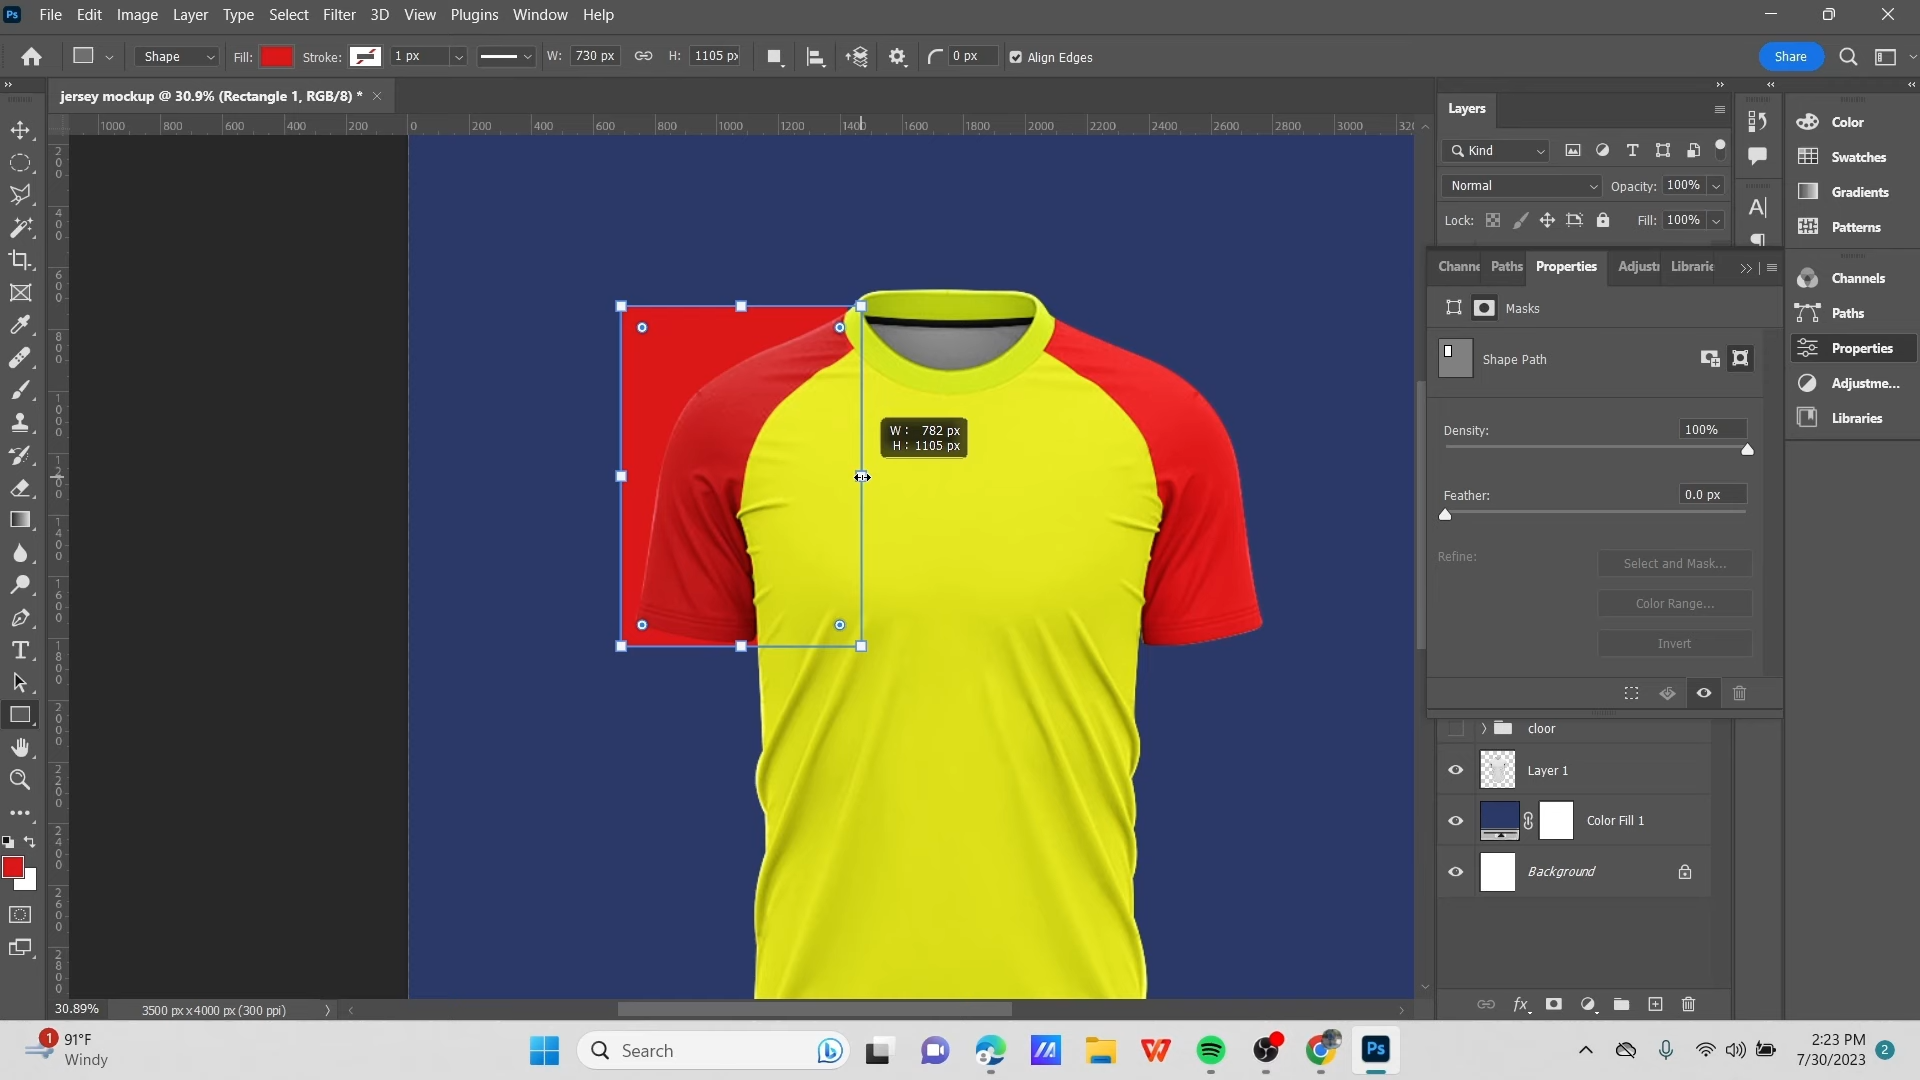 Ps File Edit Image Layer Type Select Filter 3D View Plugins Window Help
Shape Fill: Stroke: 1 px W: 730 px H: 1105 px 0 px Align Edges Share
jersey mockup @ 30.9% (Rectangle 1, RGB/8) *
1000 800 600 400 200 0 200 400 600 800 1000 1200 1400 1600 1800 2000 2200 2400 2600 2800 3000
Layers
Kind
Normal Opacity: 100%
Lock: Fill: 100%
Channe Paths Properties Adjust Librarie
Masks
Shape Path
Density: 100%
Feather: 0.0 px
Refine: Select and Mask...
Color Range...
Invert
cloor
Layer 1
Color Fill 1
Background
Color
Swatches
Gradients
Patterns
Channels
Paths
Properties
Adjustme...
Libraries
W: 782 px
H: 1105 px
30.89% 3500 px x 4000 px (300 ppi)
1 91°F
Windy
Search
Ps
2:23 PM
7/30/2023
2